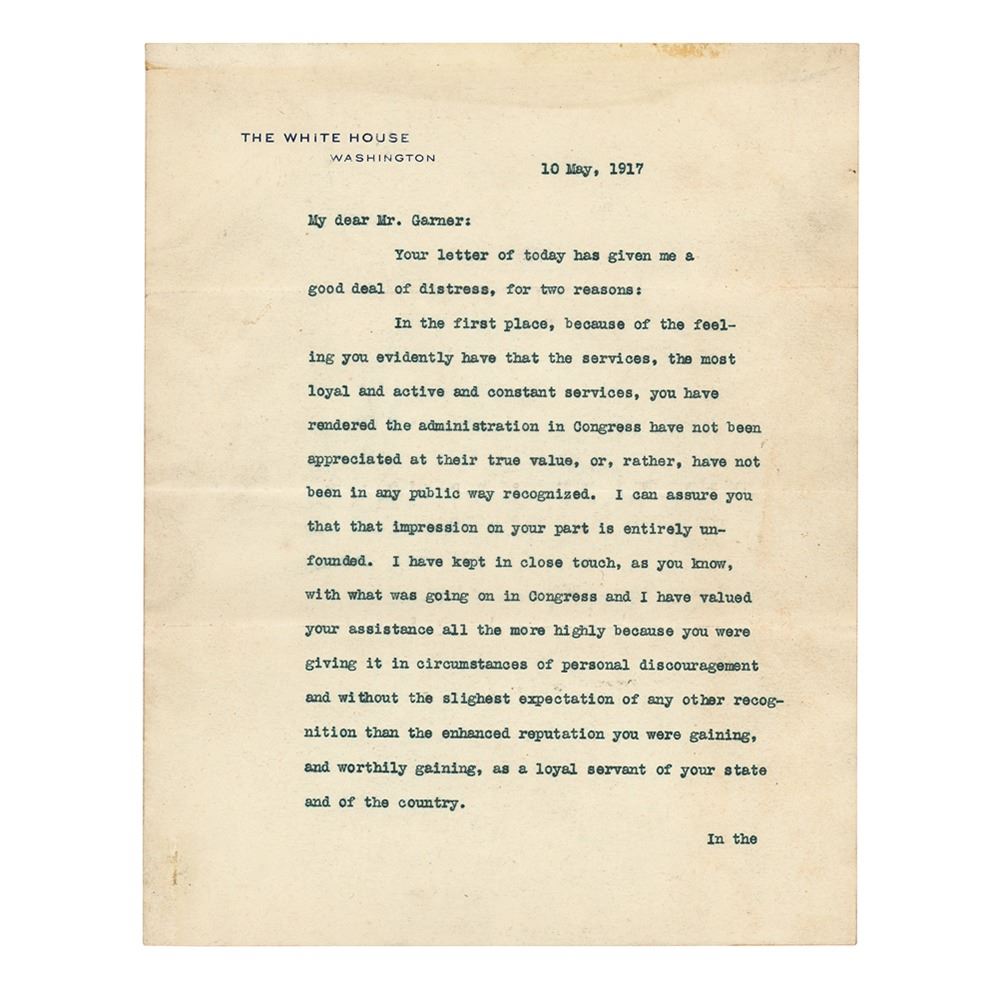 THE WHITE HOUSE
WASHINGTON
10 May, 1917
My dear Mr. Garner:
Your letter of today has given me a
good deal of distress, for two reasons:
In the first place, because of the feel-
ing you evidently have that the services, the most
loyal and active and constant services, you have
rendered the administration in Congress have not been
appreciated at their true value, or, rather, have not
been in any public way recognized. I can assure you
that that impression on your part is entirely un-
founded. I have kept in close touch, as you know,
with what was going on in Congress and I have valued
your assistance all the more highly because you were
giving it in circumstances of personal discouragement
and without the slighest expectation of any other recog-
nition than the enhanced reputation you were gaining,
and worthily gaining, as a loyal servant of your state
and of the country.
In the